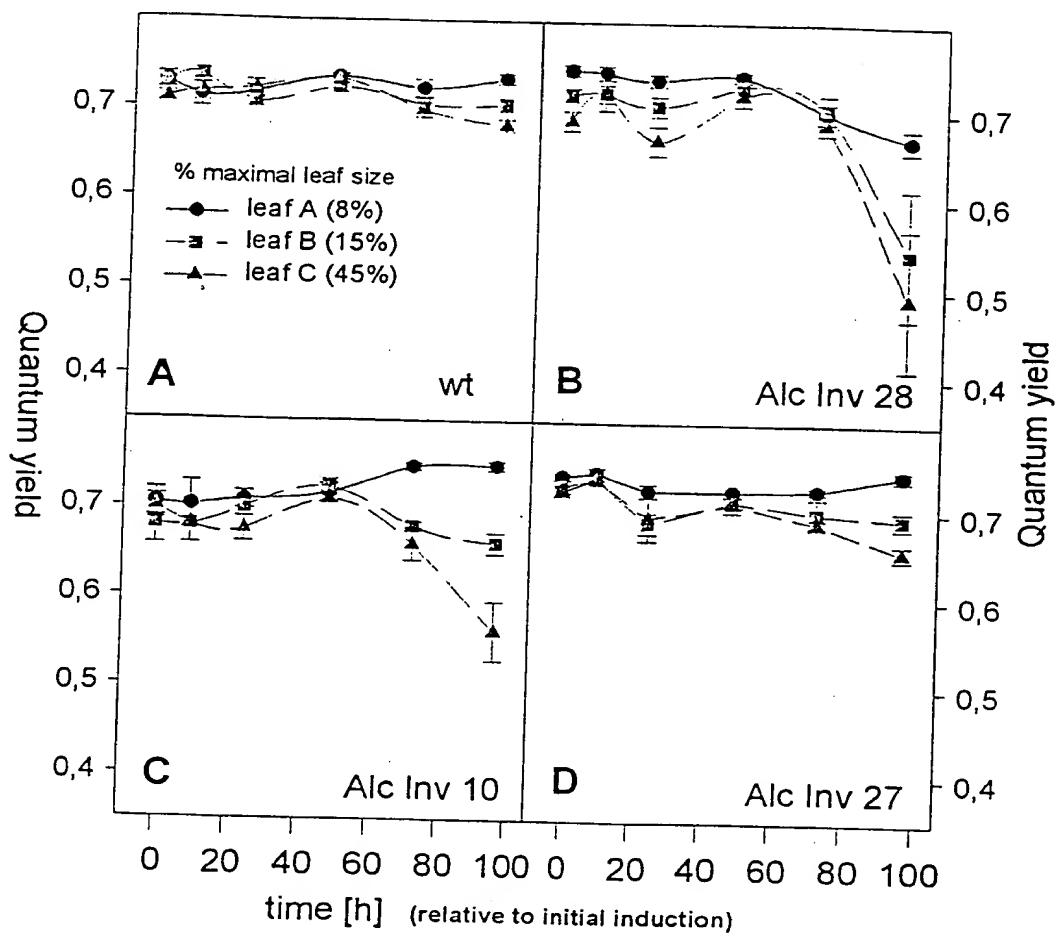 0,7
0,6
0,5
0,4
% maximal leaf size
leaf A (8%)
leaf B (15%)
leaf C (45%)
A
wt
0,7
0,6
0,5
0,4
B
Alc Inv 28
Quantum yield
Quantum yield
0,7
0,6
0,5
0,4
C
Alc Inv 10
0,7
0,6
0,5
0,4
D
Alc Inv 27
0 20 40 60 80 100 0 20 40 60 80 100
time [h] (relative to initial induction)